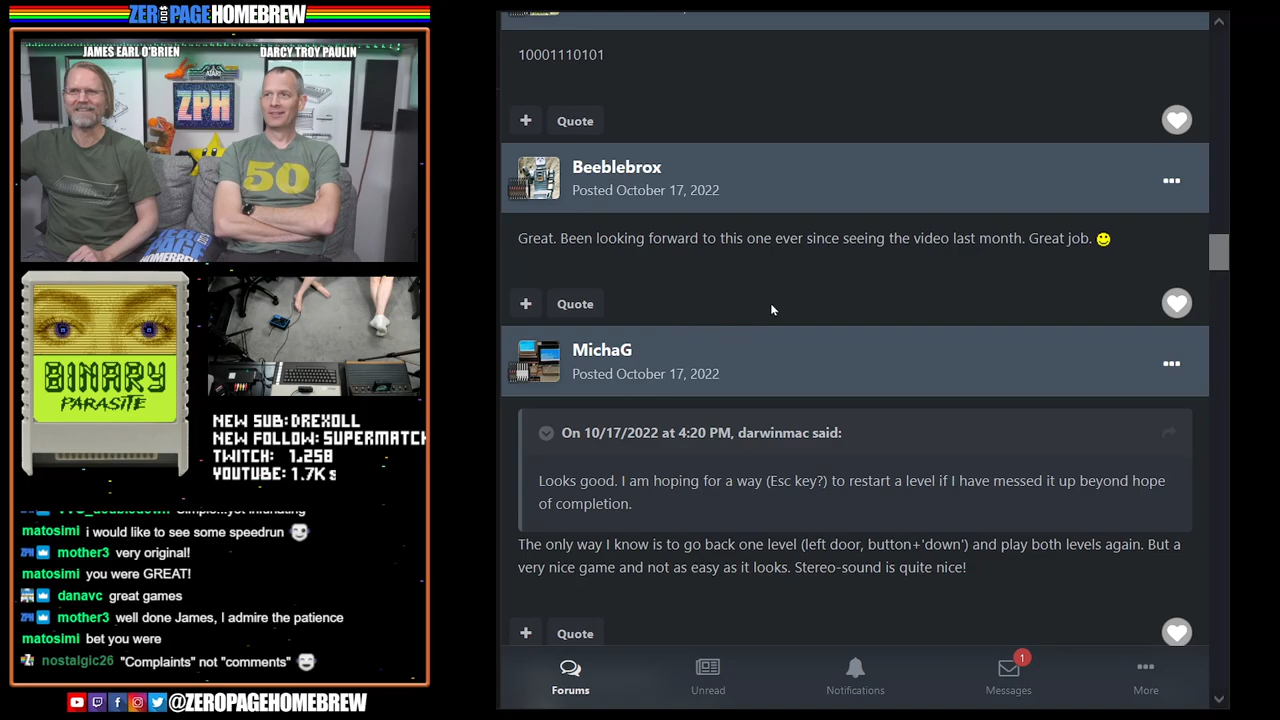 ZERO PAGE HOMEBREW
JAMES EARL O'BRIEN
DARCY TROY PAULIN
ATARI
ZPH
50
BINARY
PARASITE
NEW SUB:DREXOLL
NEW FOLLOW:SUPERMATCH
TWITCH: 1,258
YOUTUBE: 1.7K s
matosimi i would like to see some speedrun
mother3 very original!
matosimi you were GREAT!
danavc great games
mother3 well done James, I admire the patience
matosimi bet you were
nostalgic26 "Complaints" not "comments"
@ZEROPAGEHOMEBREW
10001110101
Quote
Beeblebrox
Posted October 17, 2022
Great. Been looking forward to this one ever since seeing the video last month. Great job.
Quote
MichaG
Posted October 17, 2022
On 10/17/2022 at 4:20 PM, darwinmac said:
Looks good. I am hoping for a way (Esc key?) to restart a level if I have messed it up beyond hope
of completion.
The only way I know is to go back one level (left door, button+'down') and play both levels again. But a
very nice game and not as easy as it looks. Stereo-sound is quite nice!
Quote
1
Forums
Unread
Notifications
Messages
More